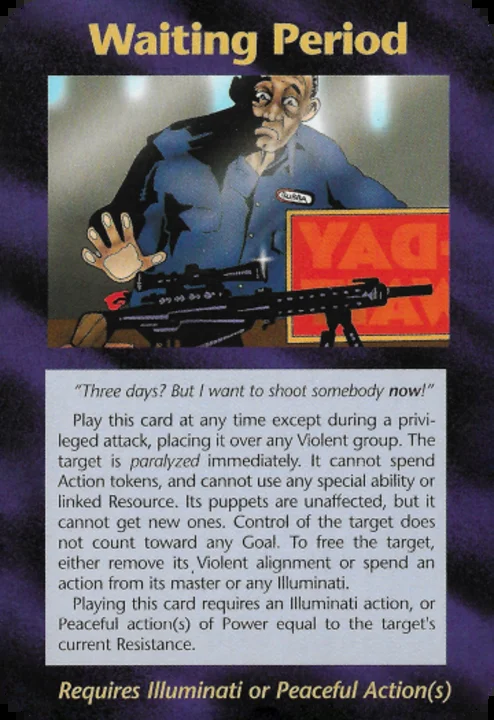 Waiting Period
BUBBA
YAD-
TIAW
"Three days? But I want to shoot somebody now!"
Play this card at any time except during a privi-
leged attack, placing it over any Violent group. The
target is paralyzed immediately. It cannot spend
Action tokens, and cannot use any special ability or
linked Resource. Its puppets are unaffected, but it
cannot get new ones. Control of the target does
not count toward any Goal. To free the target,
either remove its Violent alignment or spend an
action from its master or any Illuminati.
Playing this card requires an Illuminati action, or
Peaceful action(s) of Power equal to the target's
current Resistance.
Requires Illuminati or Peaceful Action(s)